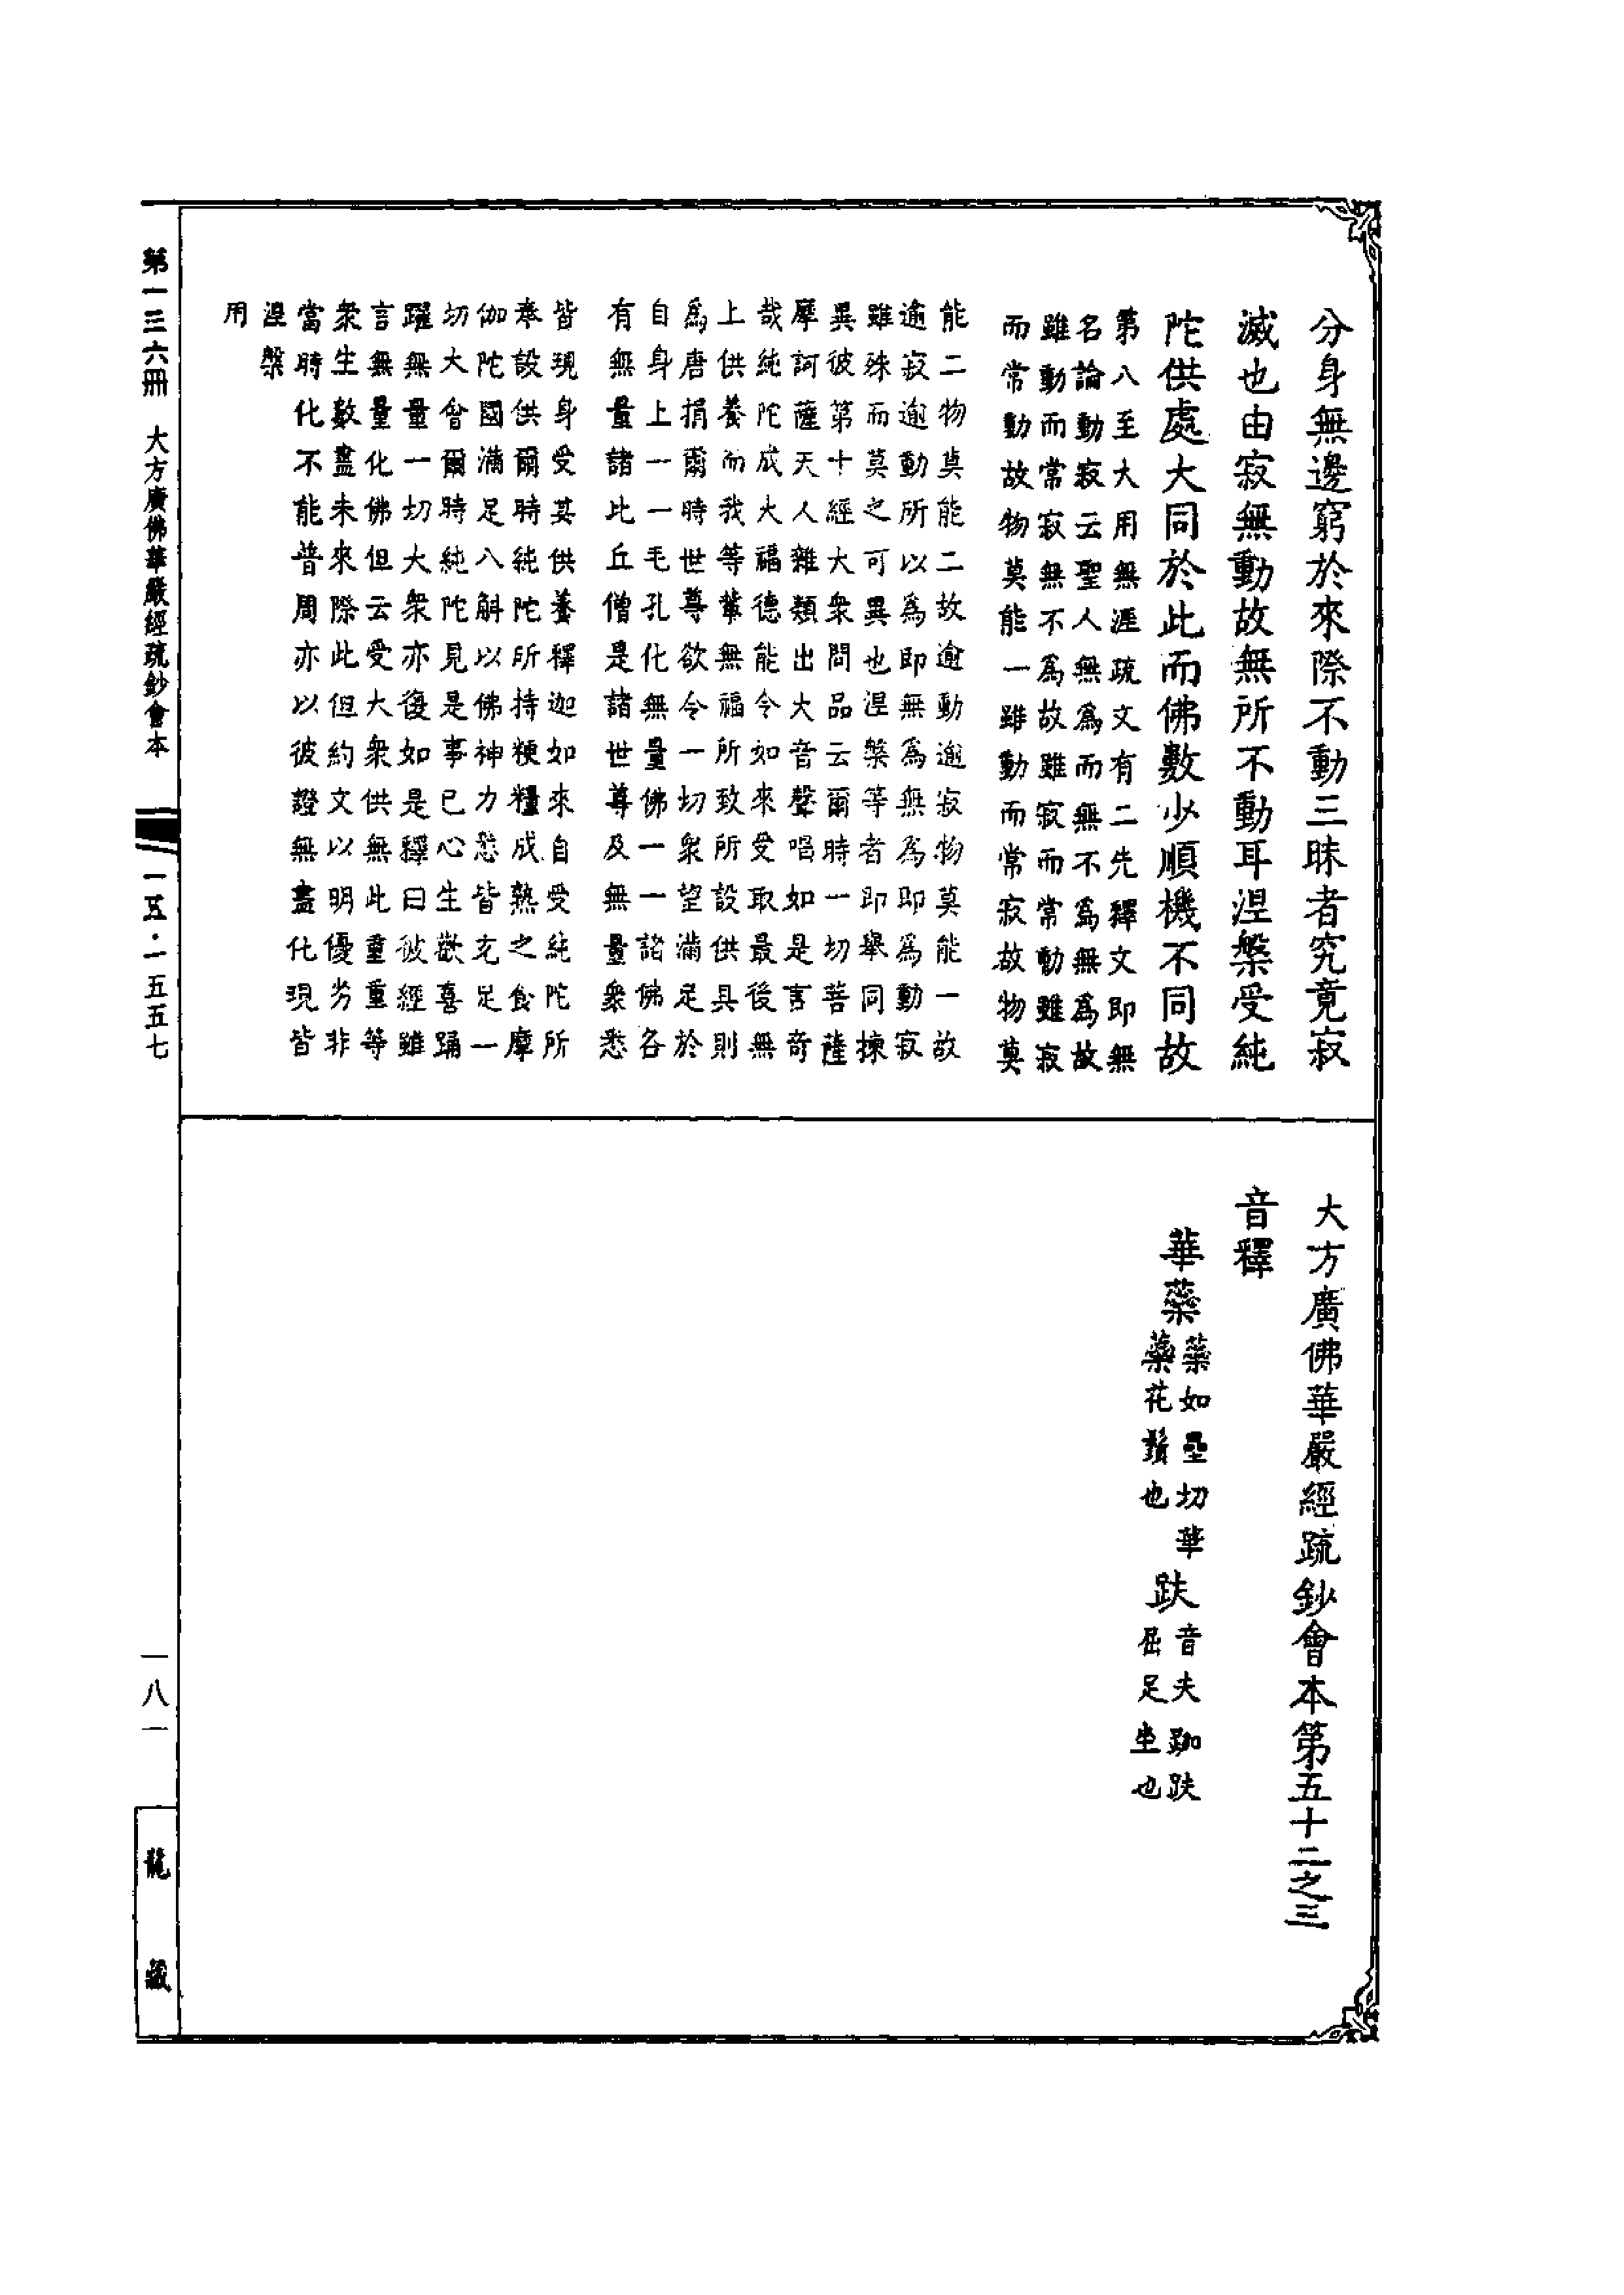 分身無邊窮於來際不動三昧者究竟寂
滅也由寂無動故無所不動耳涅槃受純
陀供處大同於此而佛數少順機不同故
第八至大用無涯疏文有二先釋文即無
名論動寂云聖人無爲而無不爲無爲故
雖動而常寂無不爲故雖寂而常動雖寂
而常動故物莫能一雖動而常寂故物莫
能二物莫能二故逾動逾寂物莫能一故
逾寂逾動所以爲即無爲無爲即爲動寂
雖殊而莫之可異也涅槃等者即舉同揀
異彼第十經大衆問品云爾時一切菩薩
摩訶薩天人雜類出大音聲唱如是言奇
哉純陀成大福德能令如來受取最後無
上供養而我等輩無福所致所設供具則
爲唐捐爾時世尊欲令一切衆望滿足於
自身上一一毛孔化無量佛一一諸佛各
有無量諸比丘僧是諸世尊及無量衆悉
皆現身受其供養釋迦如來自受純陀所
奉設供爾時純陀所持粳糧成熟之食摩
伽陀國滿足八斛以佛神力悉皆充足一
切大會爾時純陀見是事已心生歡喜踊
躍無量一切大衆亦復如是釋曰彼經雖
言無量化佛但云受大衆供無此重重等
衆生數盡未來際此但約文以明優劣非
當時化不能普周亦以彼證無盡化現皆
涅槃
用
大方廣佛華嚴經疏鈔會本第五十二之三
音釋
華蘂 蘂如壘切華
蘂花鬚也
趺 音夫跏趺
屈足坐也
第一三六冊 大方廣佛華嚴經疏鈔會本 一五五・一五五七
一八一
龍藏